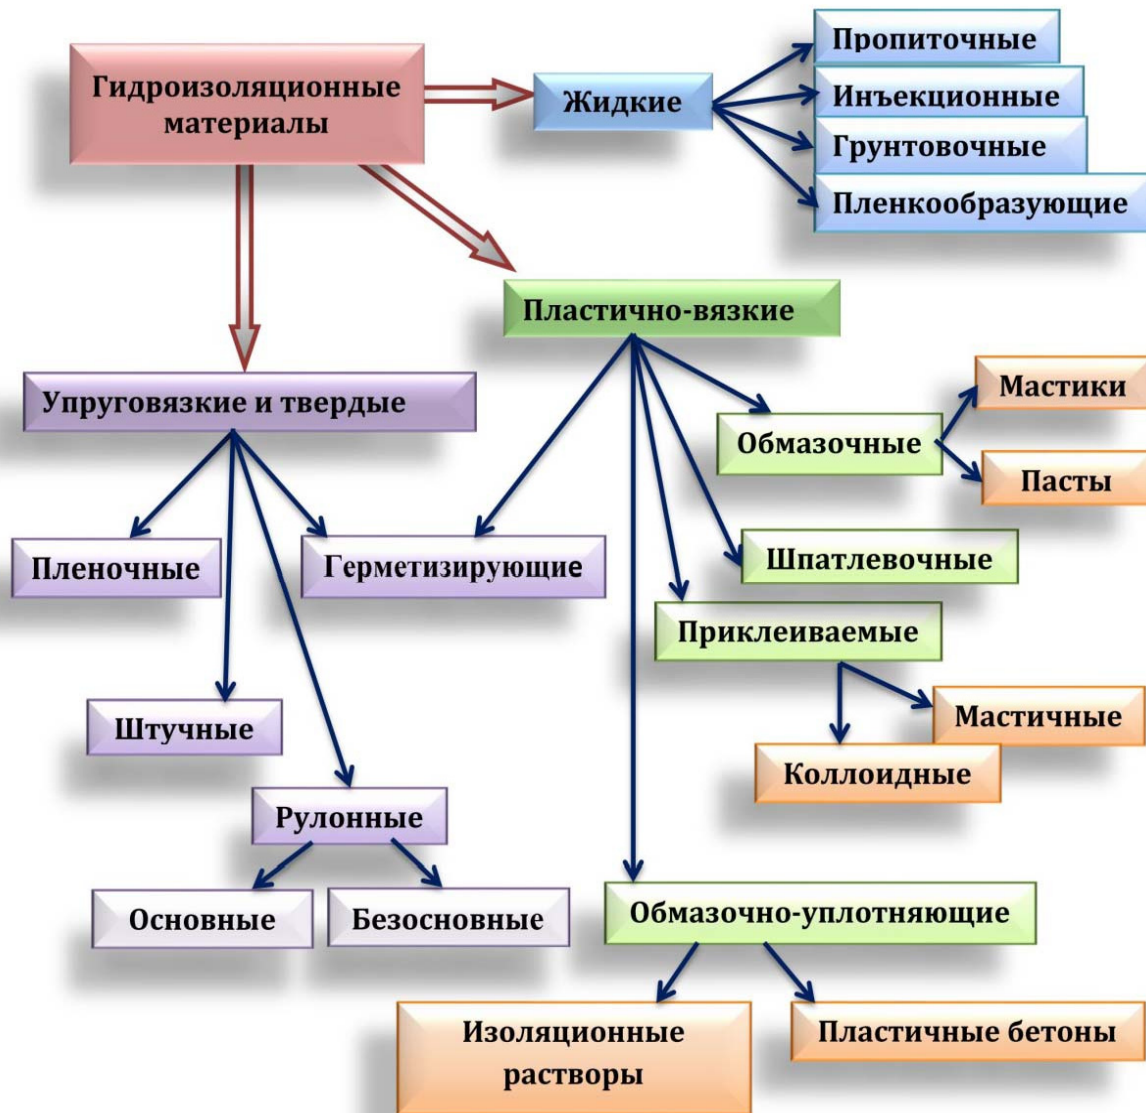 Гидроизоляционные
материалы
Жидкие
Пропиточные
Инъекционные
Грунтовочные
Пленкообразующие
Пластично-вязкие
Упруговязкие и твердые
Мастики
Обмазочные
Пасты
Пленочные
Герметизирующие
Шпатлевочные
Приклеиваемые
Штучные
Мастичные
Коллоидные
Рулонные
Основные
Безосновные
Обмазочно-уплотняющие
Изоляционные
растворы
Пластичные бетоны